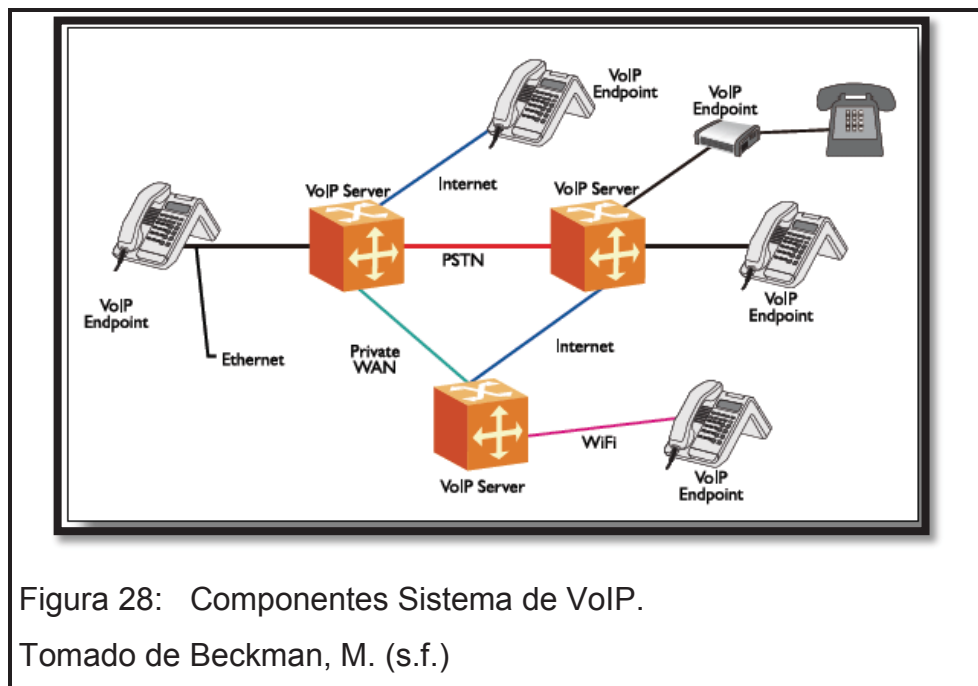 VoIP
Endpoint
VoIP
Endpoint
Internet
VoIP Server
VoIP Server
PSTN
VoIP
Endpoint
VoIP
Endpoint
Ethernet
Private
WAN
Internet
WiFi
VoIP Server
VoIP
Endpoint
Figura 28: Componentes Sistema de VoIP.
Tomado de Beckman, M. (s.f.)